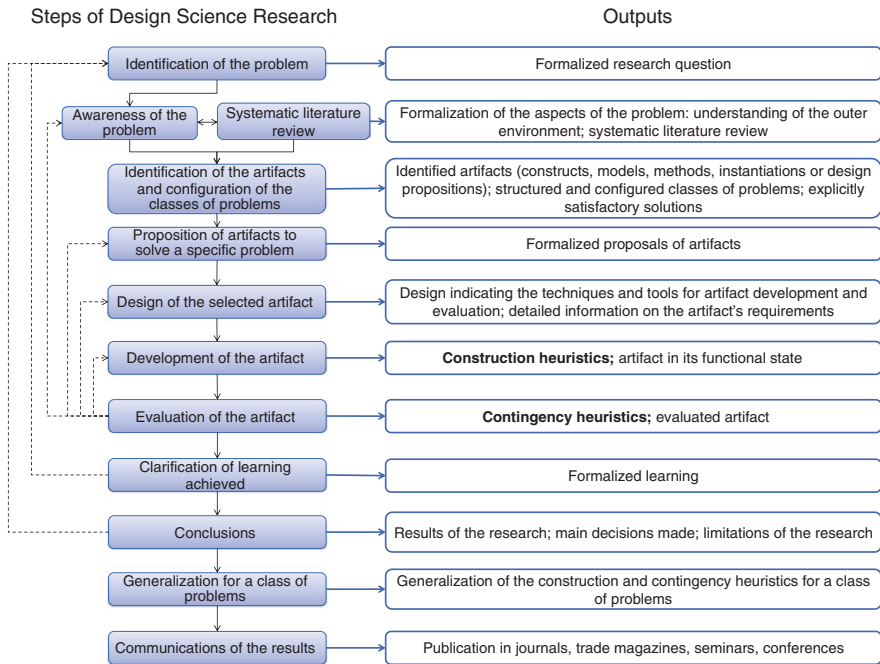 Steps of Design Science Research
Outputs
Identification of the problem
Formalized research question
Awareness of the
problem
Systematic literature
review
Formalization of the aspects of the problem: understanding of the outer
environment; systematic literature review
Identification of the artifacts
and configuration of the
classes of problems
Identified artifacts (constructs, models, methods, instantiations or design
propositions); structured and configured classes of problems; explicitly
satisfactory solutions
Proposition of artifacts to
solve a specific problem
Formalized proposals of artifacts
Design of the selected artifact
Design indicating the techniques and tools for artifact development and
evaluation; detailed information on the artifact's requirements
Development of the artifact
Construction heuristics; artifact in its functional state
Evaluation of the artifact
Contingency heuristics; evaluated artifact
Clarification of learning
achieved
Formalized learning
Conclusions
Results of the research; main decisions made; limitations of the research
Generalization for a class of
problems
Generalization of the construction and contingency heuristics for a class
of problems
Communications of the results
Publication in journals, trade magazines, seminars, conferences